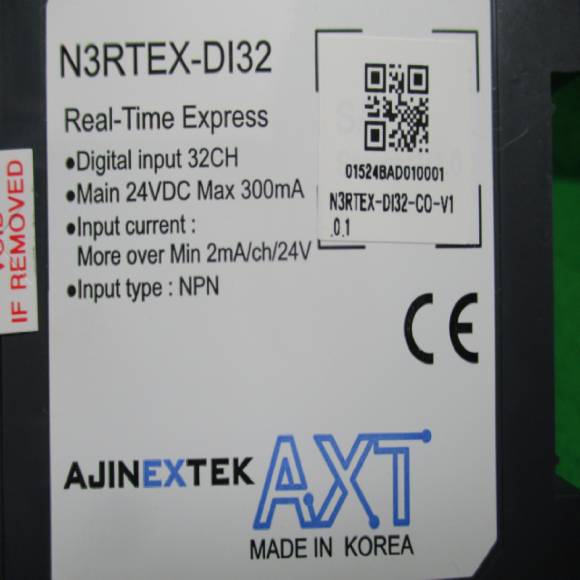 N3RTEX-DI32
Real-Time Express
•Digital input 32CH
•Main 24VDC Max 300mA
•Input current :
More over Min 2mA/ch/24V
•Input type : NPN
01524BAD010001
N3RTEX-DI32-CO-V1
.0.1
IF REMOVED
CE
AJINEXTEK
AXT
MADE IN KOREA